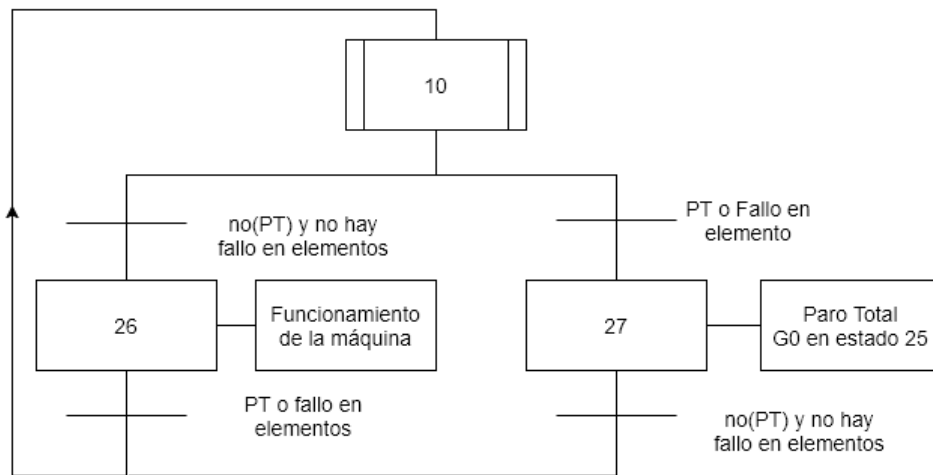 10
no(PT) y no hay
fallo en elementos
PT o Fallo en
elemento
26
Funcionamiento
de la máquina
27
Paro Total
G0 en estado 25
PT o fallo en
elementos
no(PT) y no hay
fallo en elementos